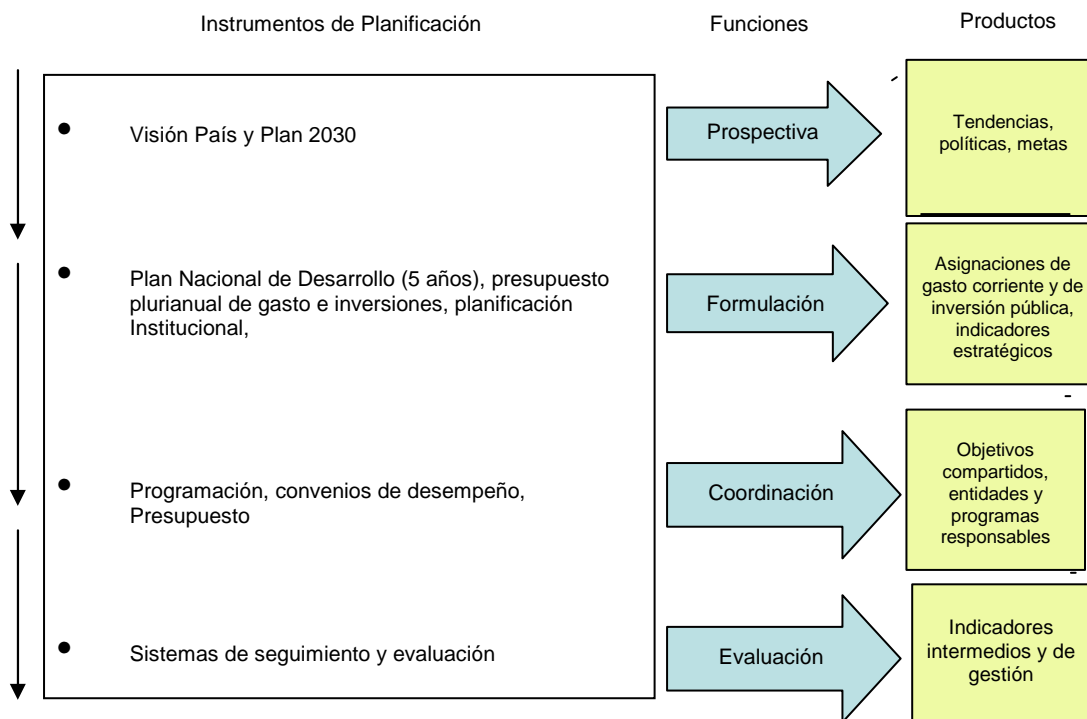 Instrumentos de Planificación
Funciones
Productos
• Visión País y Plan 2030
Prospectiva
Tendencias,
políticas, metas
• Plan Nacional de Desarrollo (5 años), presupuesto
plurianual de gasto e inversiones, planificación
Institucional,
Formulación
Asignaciones de
gasto corriente y de
inversión pública,
indicadores
estratégicos
• Programación, convenios de desempeño,
Presupuesto
Coordinación
Objetivos
compartidos,
entidades y
programas
responsables
• Sistemas de seguimiento y evaluación
Evaluación
Indicadores
intermedios y de
gestión